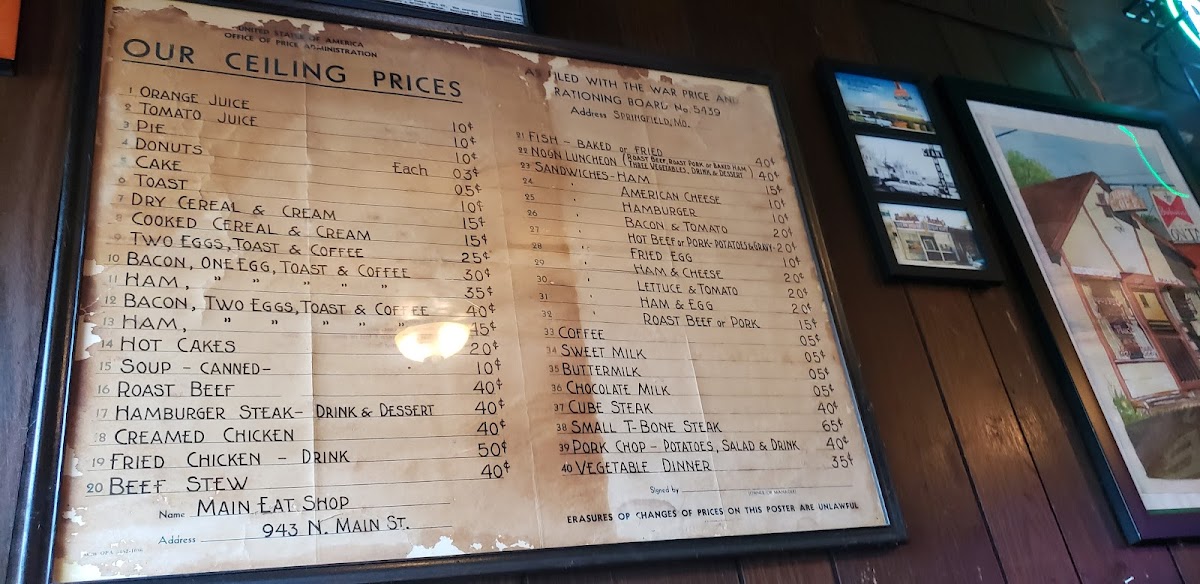 UNITED STATES OF AMERICA
OFFICE OF PRICE ADMINISTRATION
OUR CEILING PRICES
1 ORANGE JUICE 10¢
2 TOMATO JUICE 10¢
3 PIE 10¢
4 DONUTS Each 03¢
5 CAKE 05¢
6 TOAST 10¢
7 DRY CEREAL & CREAM 15¢
8 COOKED CEREAL & CREAM 15¢
9 TWO EGGS, TOAST & COFFEE 25¢
10 BACON, ONE EGG, TOAST & COFFEE 30¢
11 HAM, " " " " " 35¢
12 BACON, TWO EGGS, TOAST & COFFEE 40¢
13 HAM, " " " " " 45¢
14 HOT CAKES 20¢
15 SOUP - CANNED- 10¢
16 ROAST BEEF 40¢
17 HAMBURGER STEAK- DRINK & DESSERT 40¢
18 CREAMED CHICKEN 40¢
19 FRIED CHICKEN - DRINK 50¢
20 BEEF STEW 40¢
Name MAIN EAT SHOP
Address 943 N. MAIN ST.
AS FILED WITH THE WAR PRICE AND
RATIONING BOARD No. 5439
Address SPRINGFIELD, MO.
21 FISH - BAKED or FRIED 40¢
22 NOON LUNCHEON (ROAST BEEF, ROAST PORK or BAKED HAM THREE VEGETABLES, DRINK & DESSERT) 40¢
23 SANDWICHES - HAM 15¢
24 " AMERICAN CHEESE 10¢
25 " HAMBURGER 10¢
26 " BACON & TOMATO 20¢
27 " HOT BEEF or PORK-POTATOES & GRAVY- 20¢
28 " FRIED EGG 10¢
29 " HAM & CHEESE 20¢
30 " LETTUCE & TOMATO 20¢
31 " HAM & EGG 20¢
32 " ROAST BEEF or PORK 15¢
33 COFFEE 05¢
34 SWEET MILK 05¢
35 BUTTERMILK 05¢
36 CHOCOLATE MILK 05¢
37 CUBE STEAK 40¢
38 SMALL T-BONE STEAK 65¢
39 PORK CHOP - POTATOES, SALAD & DRINK 40¢
40 VEGETABLE DINNER 35¢
Signed by
(OWNER OR MANAGER)
ERASURES OR CHANGES OF PRICES ON THIS POSTER ARE UNLAWFUL